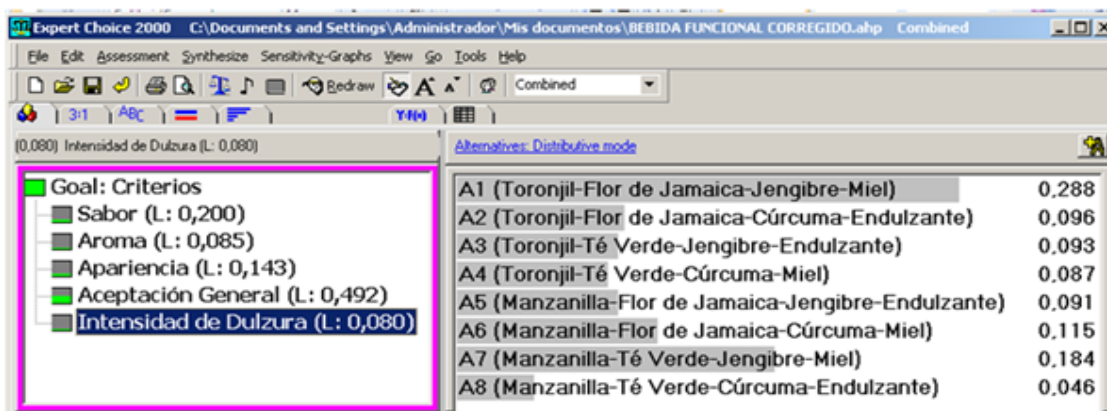 Expert Choice 2000 C:\Documents and Settings\Administrador\Mis documentos\BEBIDA FUNCIONAL CORREGIDO.ahp Combined
File Edit Assessment Synthesize Sensitivity-Graphs View Go Tools Help
Redraw A A Combined
3:1 ABC Y=f(x)
(0,080) Intensidad de Dulzura (L: 0,080)
Alternatives: Distributive mode
Goal: Criterios
Sabor (L: 0,200)
Aroma (L: 0,085)
Apariencia (L: 0,143)
Aceptación General (L: 0,492)
Intensidad de Dulzura (L: 0,080)
A1 (Toronjil-Flor de Jamaica-Jengibre-Miel) 0,288
A2 (Toronjil-Flor de Jamaica-Cúrcuma-Endulzante) 0,096
A3 (Toronjil-Té Verde-Jengibre-Endulzante) 0,093
A4 (Toronjil-Té Verde-Cúrcuma-Miel) 0,087
A5 (Manzanilla-Flor de Jamaica-Jengibre-Endulzante) 0,091
A6 (Manzanilla-Flor de Jamaica-Cúrcuma-Miel) 0,115
A7 (Manzanilla-Té Verde-Jengibre-Miel) 0,184
A8 (Manzanilla-Té Verde-Cúrcuma-Endulzante) 0,046